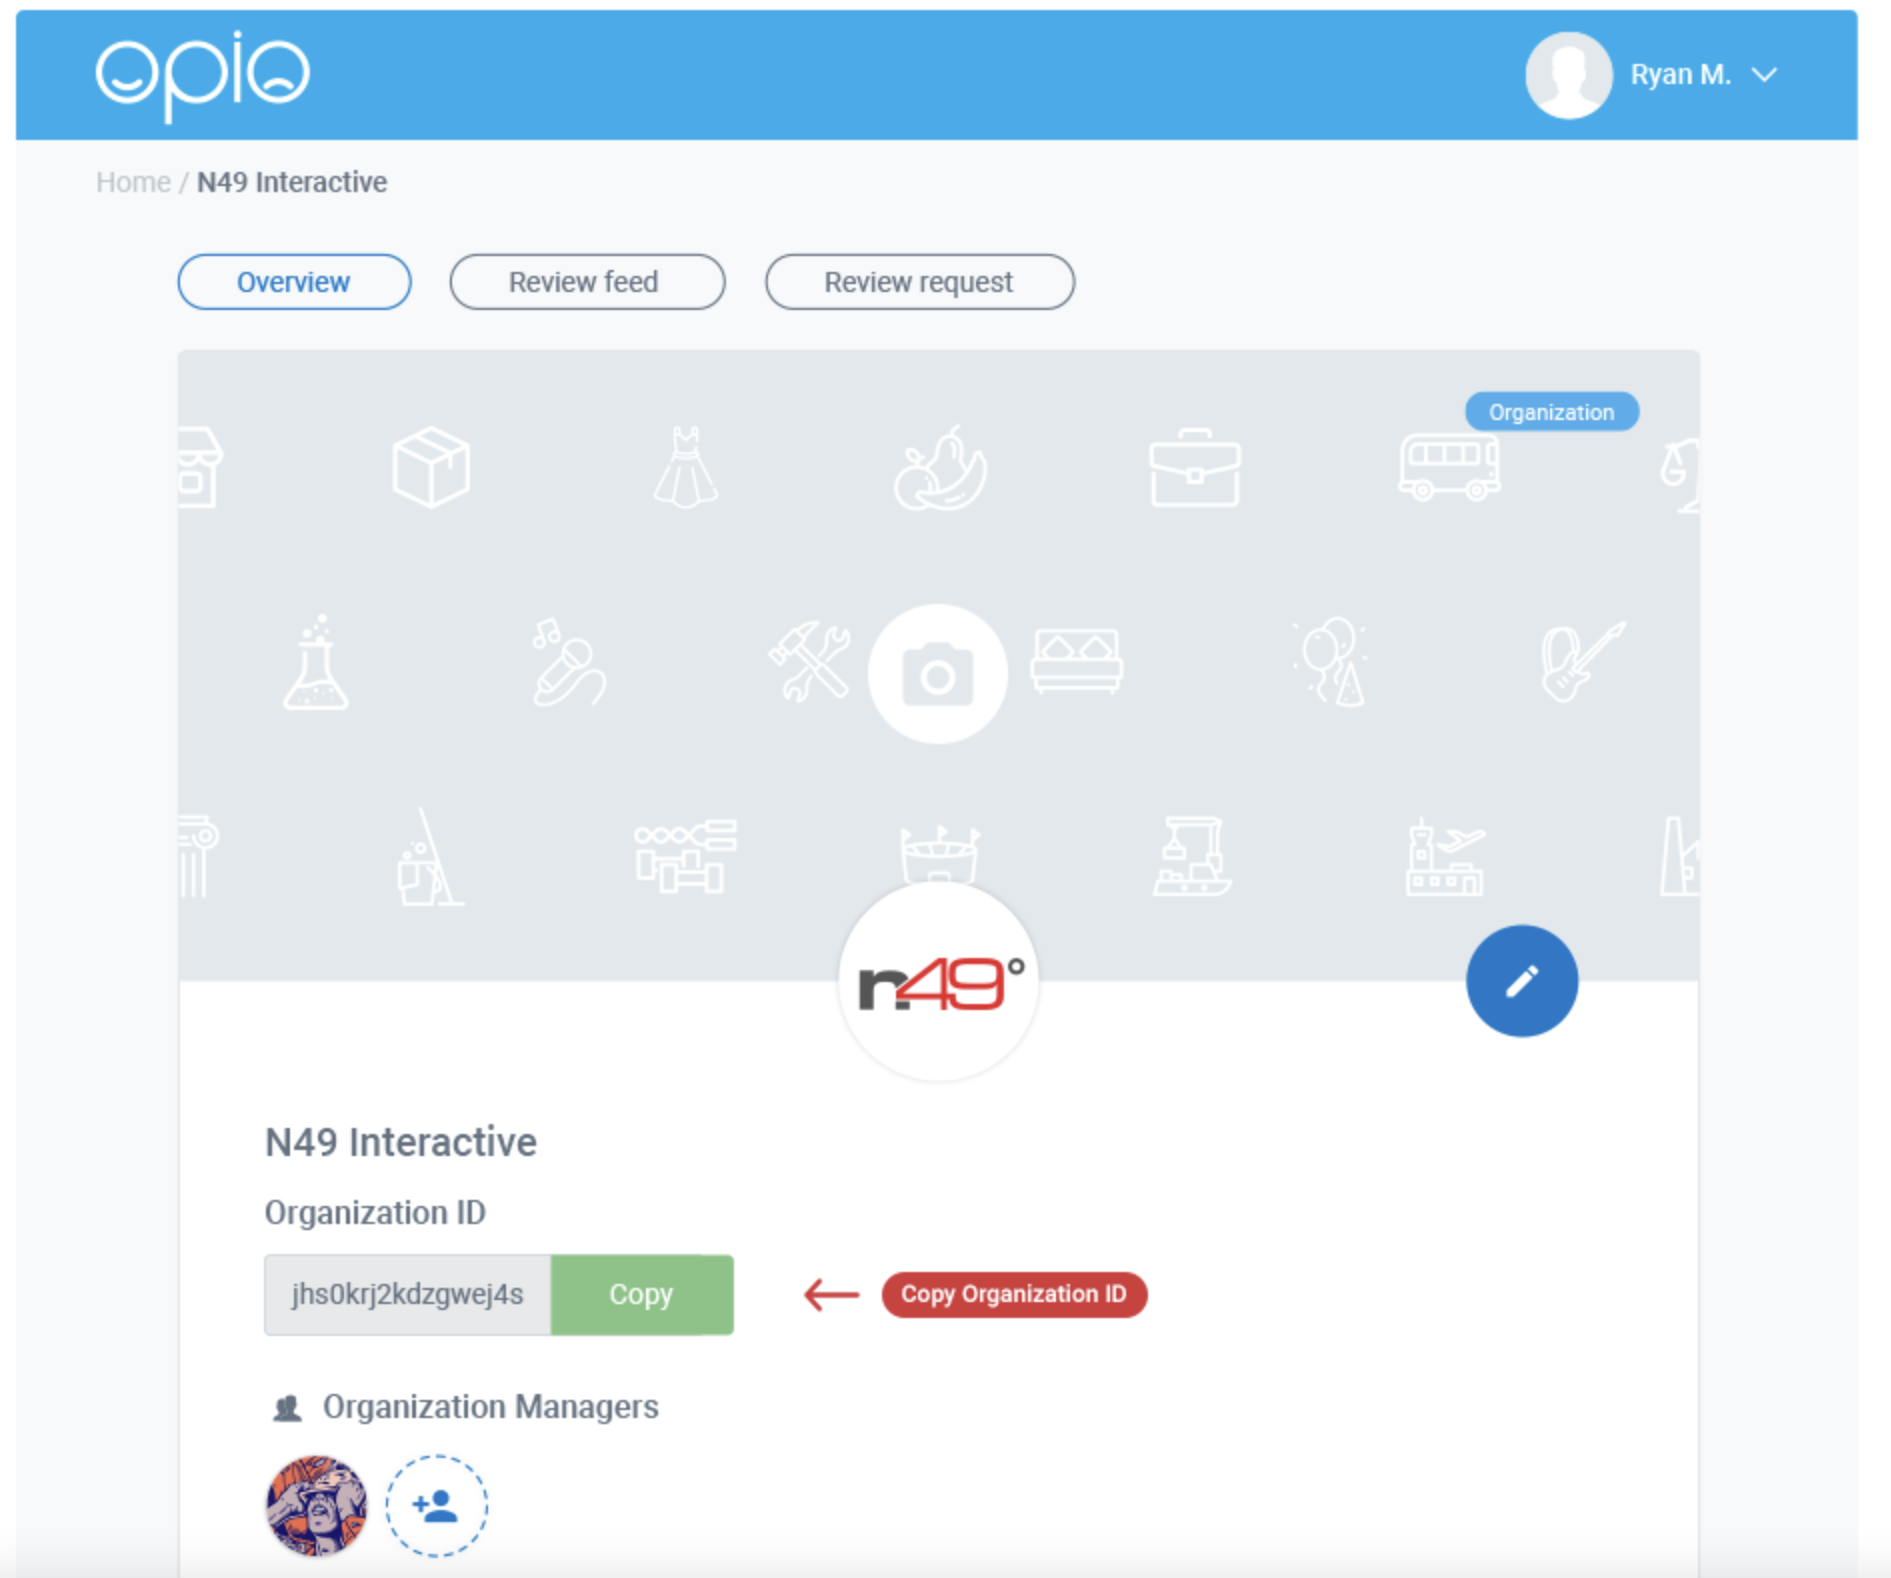 opio
Ryan M.
Home / N49 Interactive
Overview
Review feed
Review request
Organization
n49°
N49 Interactive
Organization ID
jhs0krj2kdzgwej4s
Copy
Copy Organization ID
Organization Managers